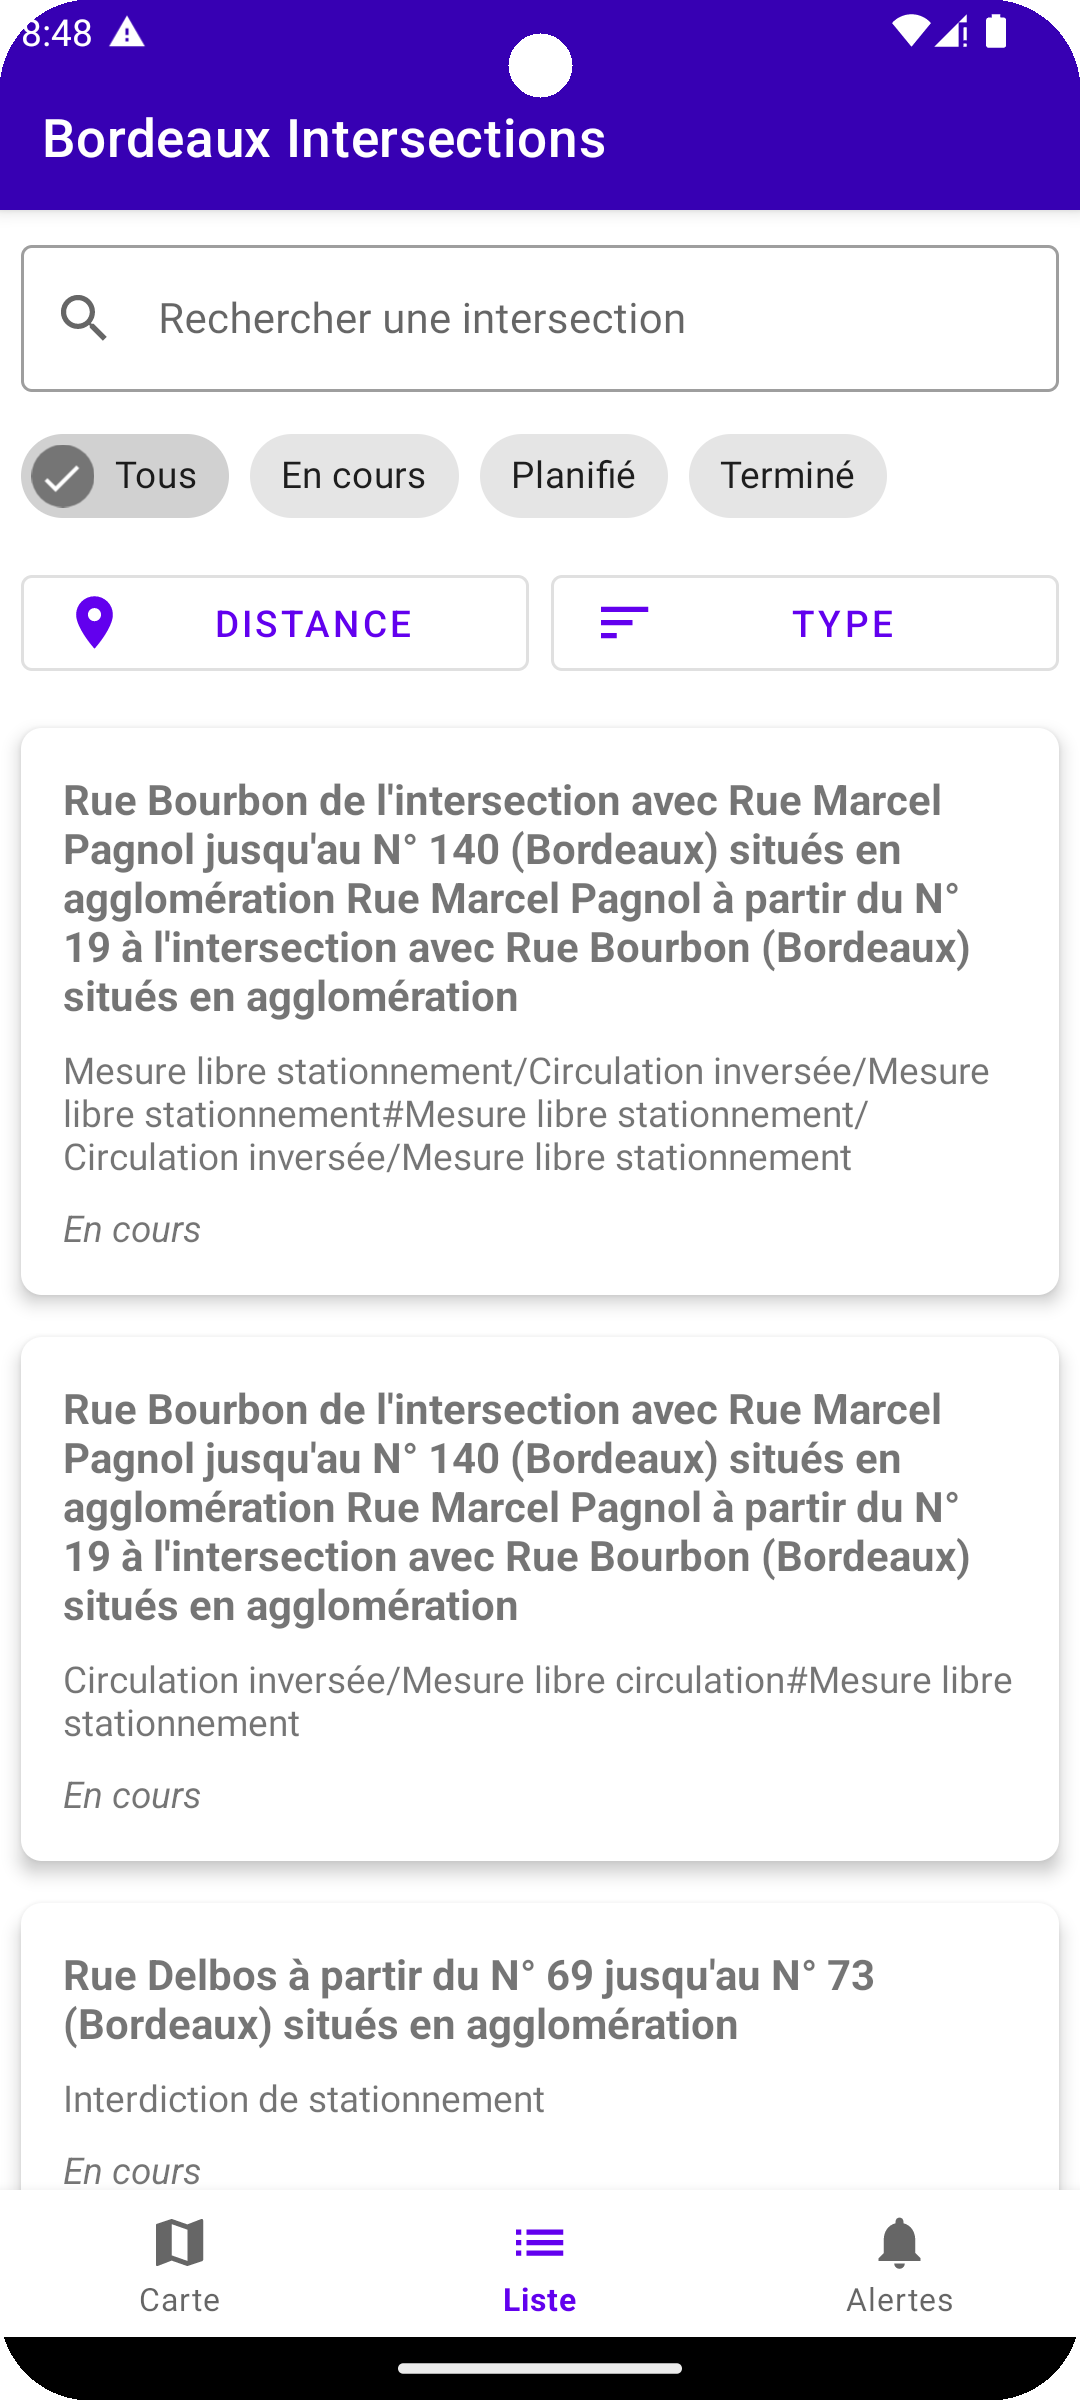 8:48
Bordeaux Intersections
Rechercher une intersection
Tous En cours Planifié Terminé
DISTANCE TYPE
Rue Bourbon de l'intersection avec Rue Marcel
Pagnol jusqu'au N° 140 (Bordeaux) situés en
agglomération Rue Marcel Pagnol à partir du N°
19 à l'intersection avec Rue Bourbon (Bordeaux)
situés en agglomération
Mesure libre stationnement/Circulation inversée/Mesure
libre stationnement#Mesure libre stationnement/
Circulation inversée/Mesure libre stationnement
En cours
Rue Bourbon de l'intersection avec Rue Marcel
Pagnol jusqu'au N° 140 (Bordeaux) situés en
agglomération Rue Marcel Pagnol à partir du N°
19 à l'intersection avec Rue Bourbon (Bordeaux)
situés en agglomération
Circulation inversée/Mesure libre circulation#Mesure libre
stationnement
En cours
Rue Delbos à partir du N° 69 jusqu'au N° 73
(Bordeaux) situés en agglomération
Interdiction de stationnement
En cours
Carte Liste Alertes